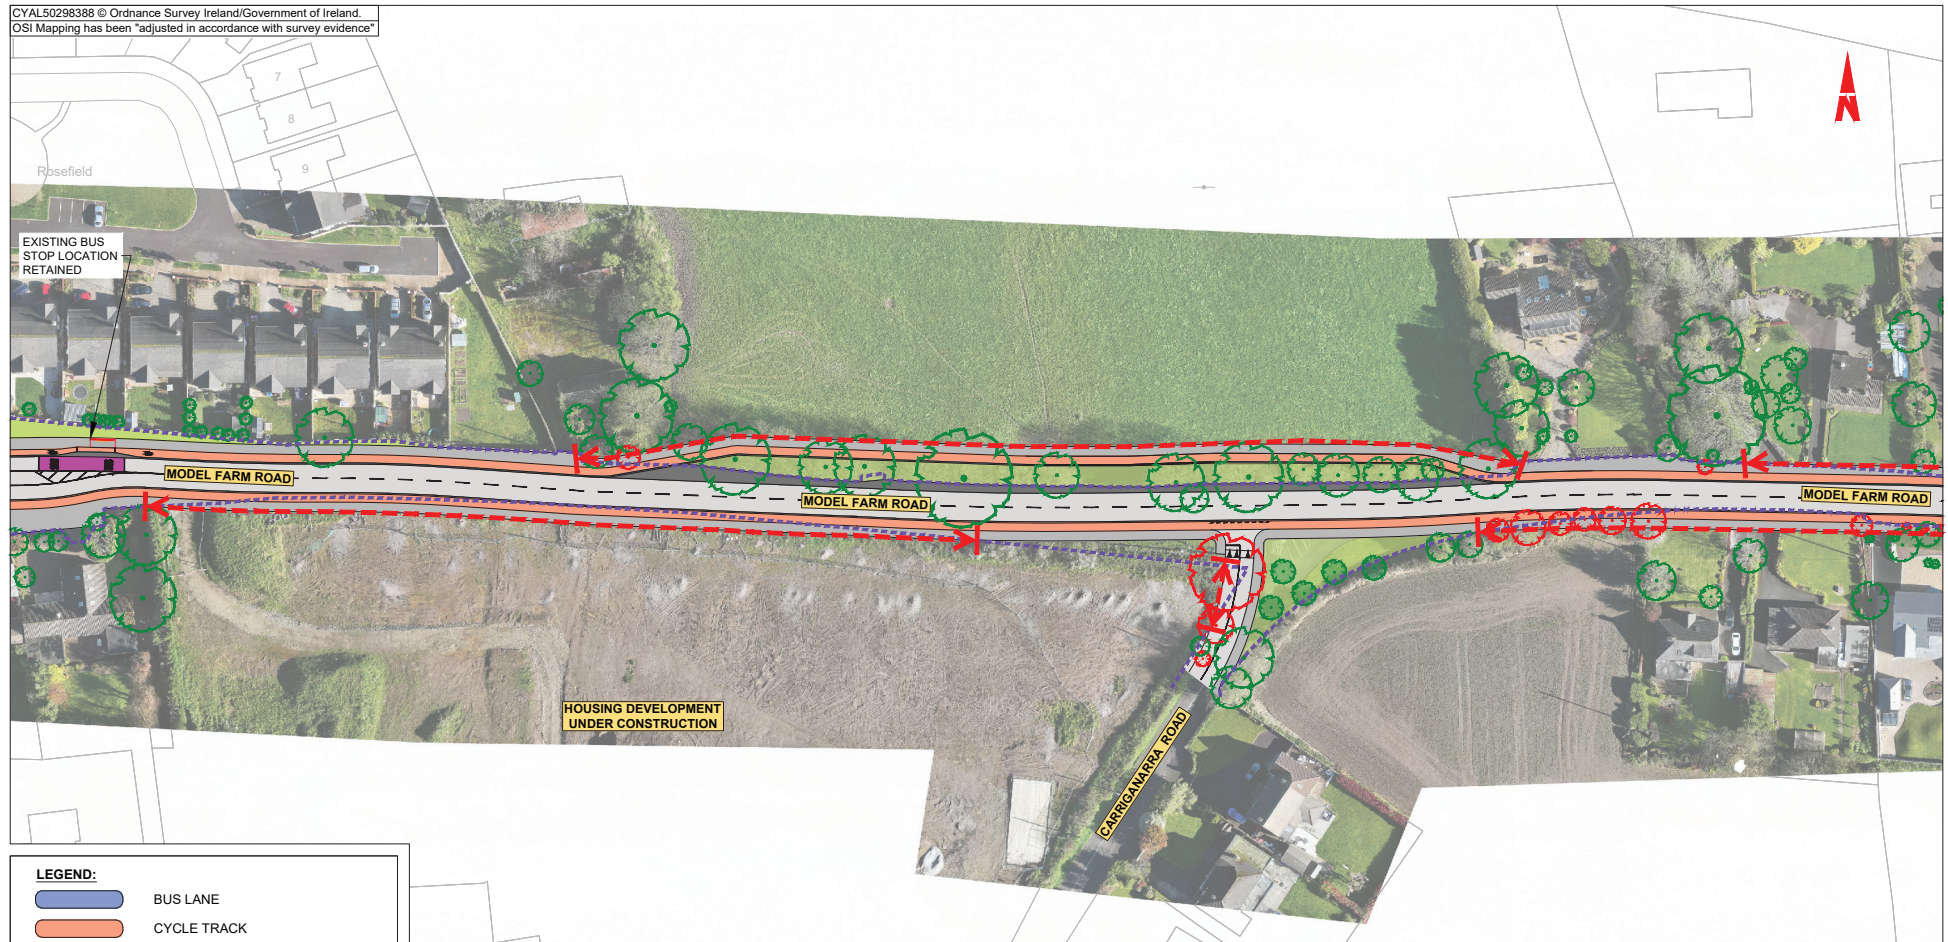 CYAL50298388 © Ordnance Survey Ireland/Government of Ireland.
OSI Mapping has been "adjusted in accordance with survey evidence"
7
8
9
Rosefield
N
EXISTING BUS
STOP LOCATION
RETAINED
MODEL FARM ROAD
MODEL FARM ROAD
MODEL FARM ROAD
HOUSING DEVELOPMENT
UNDER CONSTRUCTION
CARRIGANARRA ROAD
LEGEND:
BUS LANE
CYCLE TRACK